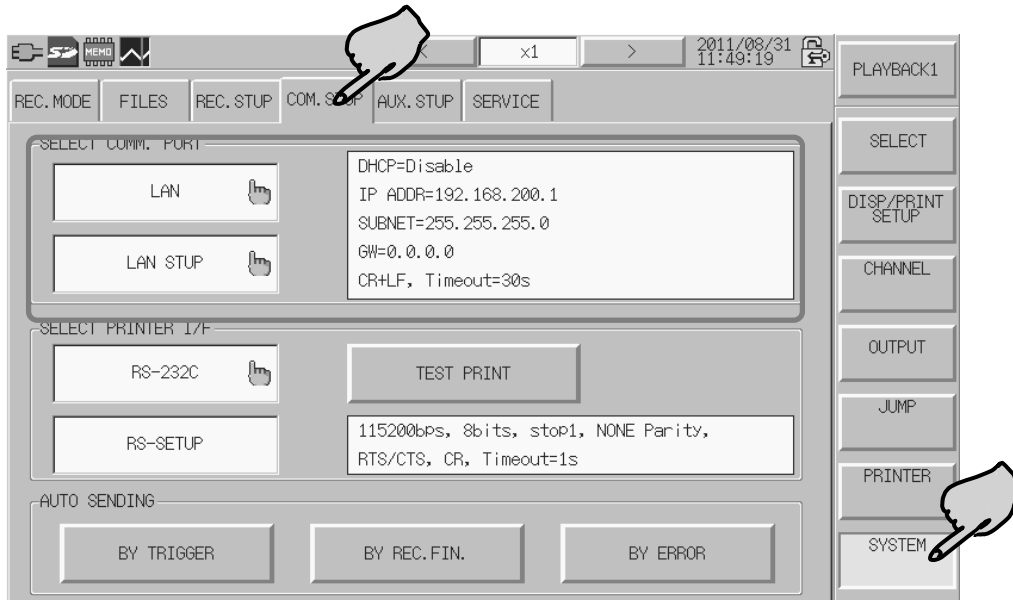 SD MEMO < x1 > 2011/08/31
11:49:19
PLAYBACK1
REC.MODE FILES REC.STUP COM.STUP AUX.STUP SERVICE
SELECT COMM. PORT
LAN
LAN STUP
DHCP=Disable
IP ADDR=192.168.200.1
SUBNET=255.255.255.0
GW=0.0.0.0
CR+LF, Timeout=30s
SELECT PRINTER I/F
RS-232C
TEST PRINT
RS-SETUP
115200bps, 8bits, stop1, NONE Parity,
RTS/CTS, CR, Timeout=1s
AUTO SENDING
BY TRIGGER BY REC.FIN. BY ERROR
SELECT
DISP/PRINT
SETUP
CHANNEL
OUTPUT
JUMP
PRINTER
SYSTEM